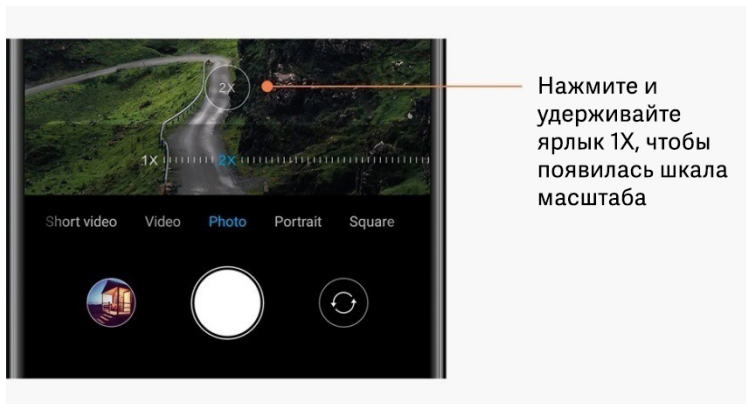 2X
Нажмите и
удерживайте
ярлык 1X, чтобы
появилась шкала
масштаба
1X 2X
Short video Video Photo Portrait Square